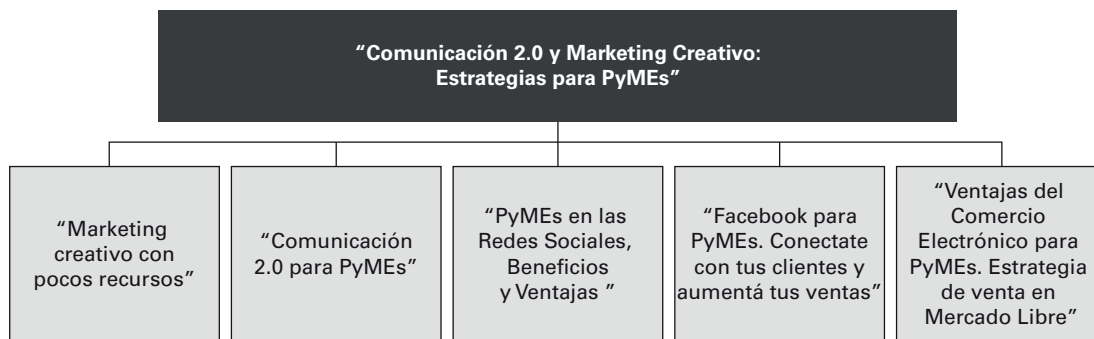 “Comunicación 2.0 y Marketing Creativo:
Estrategias para PyMEs”
“Marketing
creativo con
pocos recursos”
“Comunicación
2.0 para PyMEs”
“PyMEs en las
Redes Sociales,
Beneficios
y Ventajas ”
“Facebook para
PyMEs. Conectate
con tus clientes y
aumentá tus ventas”
“Ventajas del
Comercio
Electrónico para
PyMEs. Estrategia
de venta en
Mercado Libre”